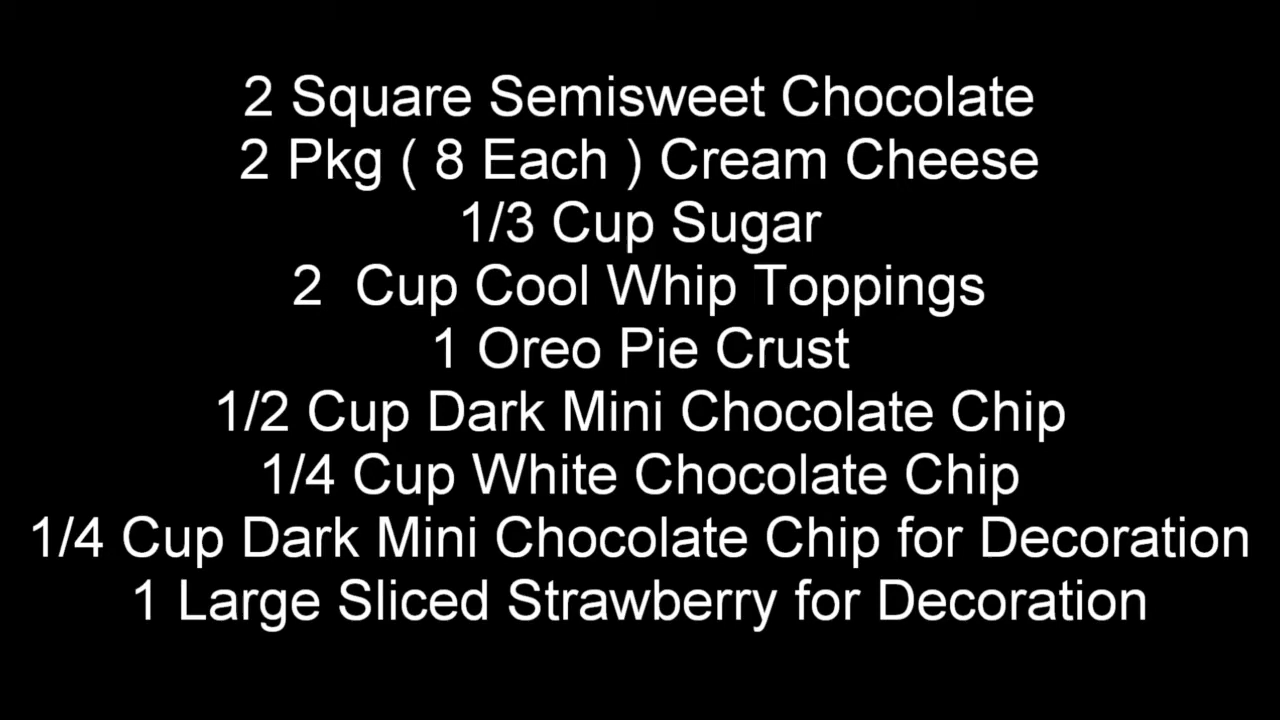 2 Square Semisweet Chocolate
2 Pkg ( 8 Each ) Cream Cheese
1/3 Cup Sugar
2  Cup Cool Whip Toppings
1 Oreo Pie Crust
1/2 Cup Dark Mini Chocolate Chip
1/4 Cup White Chocolate Chip
1/4 Cup Dark Mini Chocolate Chip for Decoration
1 Large Sliced Strawberry for Decoration